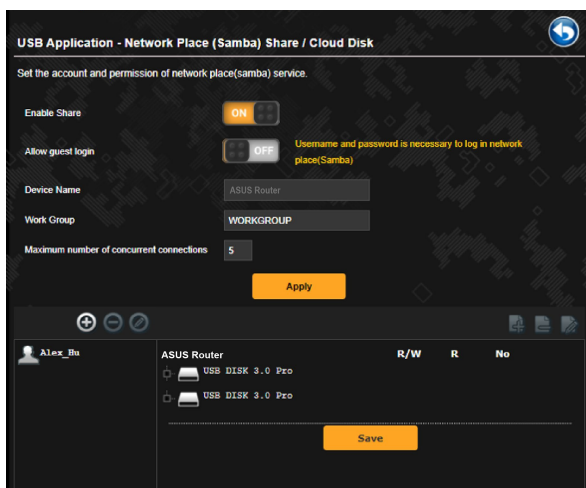 USB Application - Network Place (Samba) Share / Cloud Disk
Set the account and permission of network place(samba) service.
Enable Share
ON
Allow guest login
OFF
Username and password is necessary to log in network
place(Samba)
Device Name
ASUS Router
Work Group
WORKGROUP
Maximum number of concurrent connections
5
Apply
Alex_Hu
ASUS Router
R/W
R
No
USB DISK 3.0 Pro
USB DISK 3.0 Pro
Save